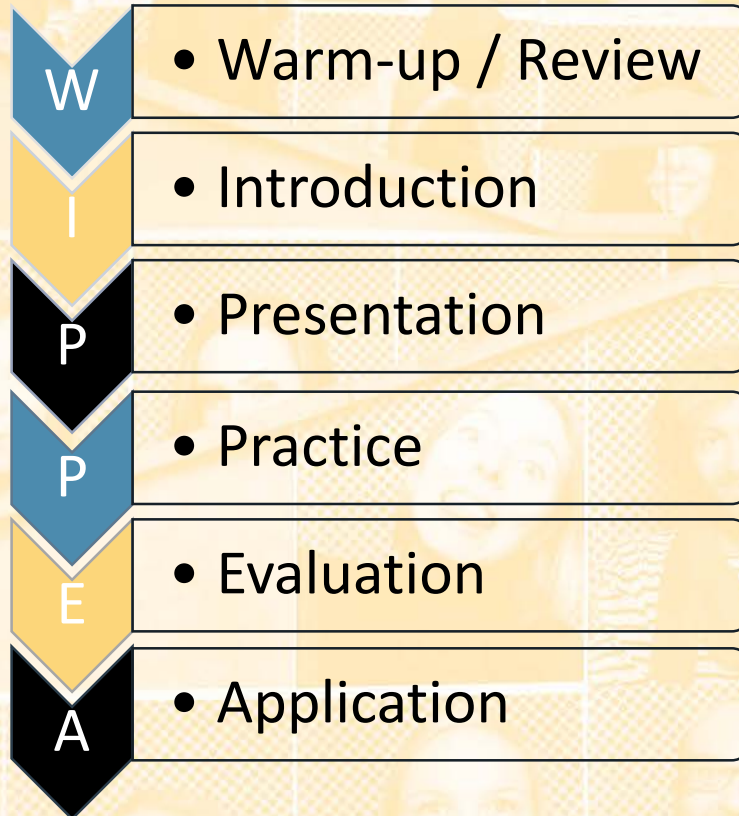 W
• Warm-up / Review
I
• Introduction
P
• Presentation
P
• Practice
E
• Evaluation
A
• Application